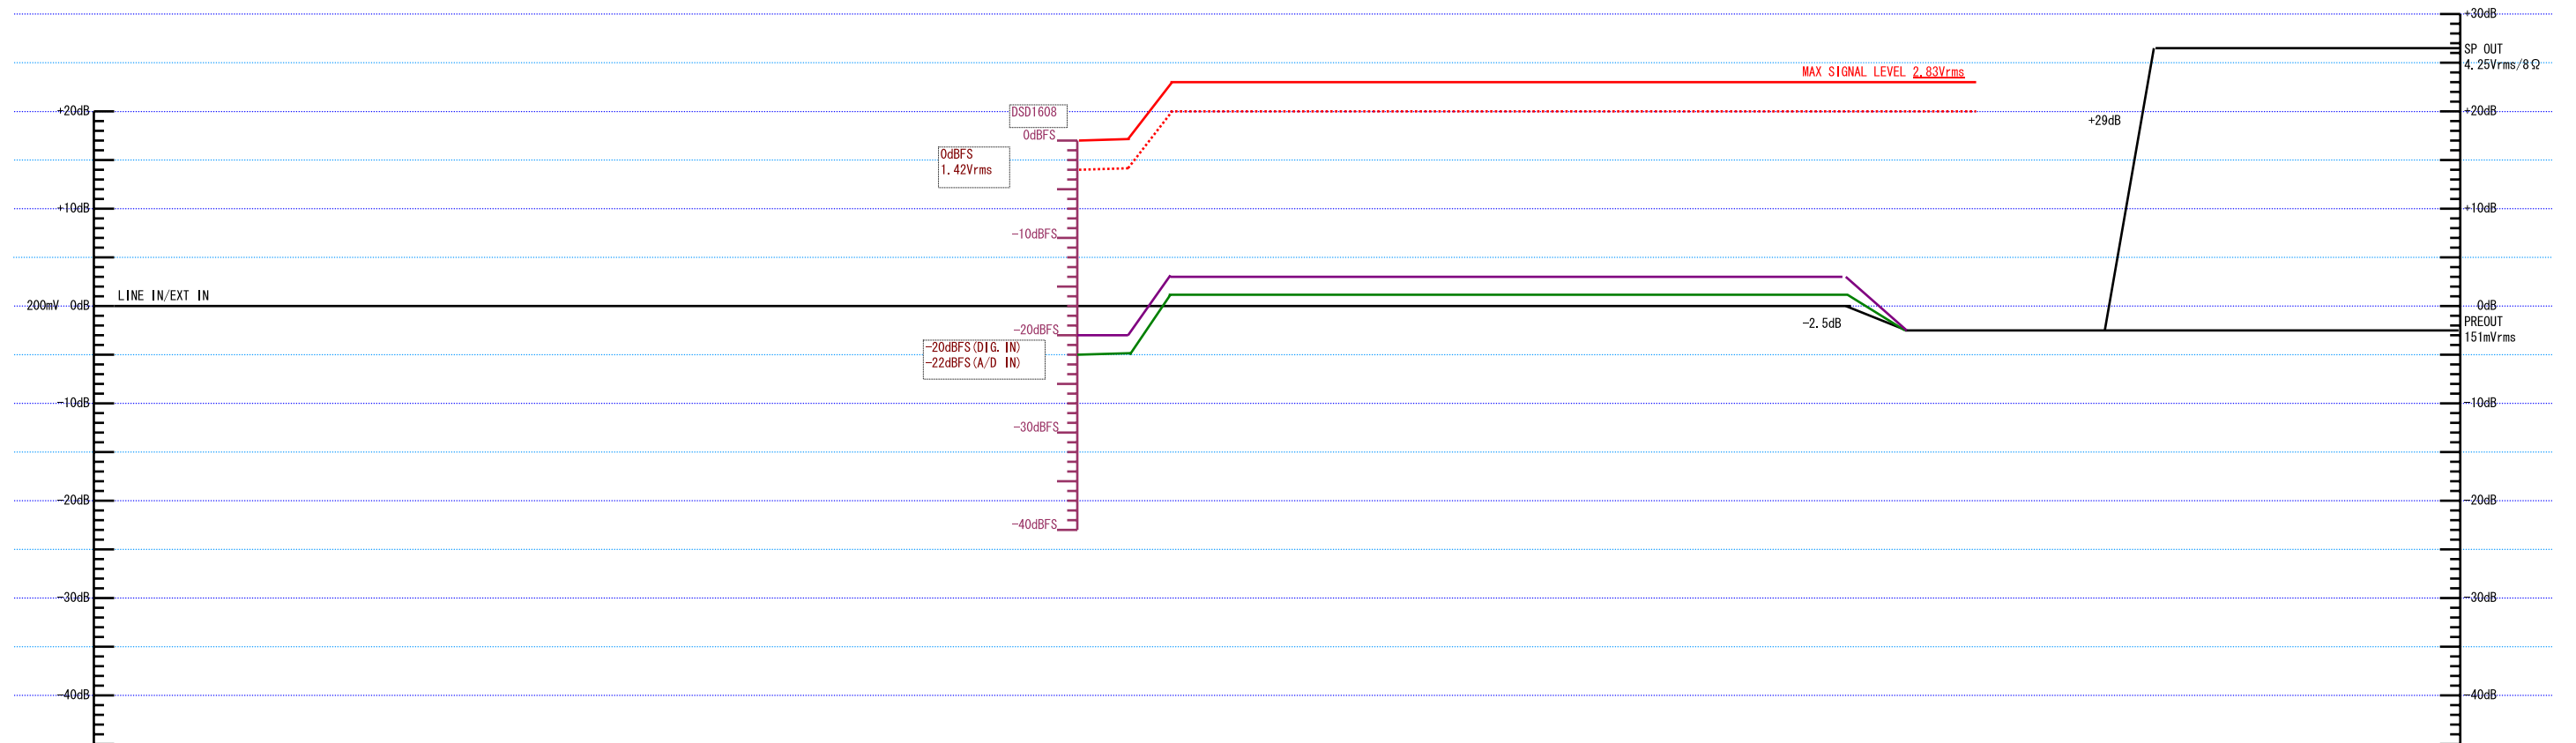 +30dB
SP OUT
4.25Vrms/8Ω
MAX SIGNAL LEVEL 2.83Vrms
+20dB
DSD1608
+29dB
+20dB
0dBFS
0dBFS
1.42Vrms
+10dB
+10dB
-10dBFS
LINE IN/EXT IN
200mV 0dB
0dB
-2.5dB
PREOUT
151mVrms
-20dBFS
-20dBFS(DIG.IN)
-22dBFS(A/D IN)
-10dB
-10dB
-30dBFS
-20dB
-20dB
-40dBFS
-30dB
-30dB
-40dB
-40dB